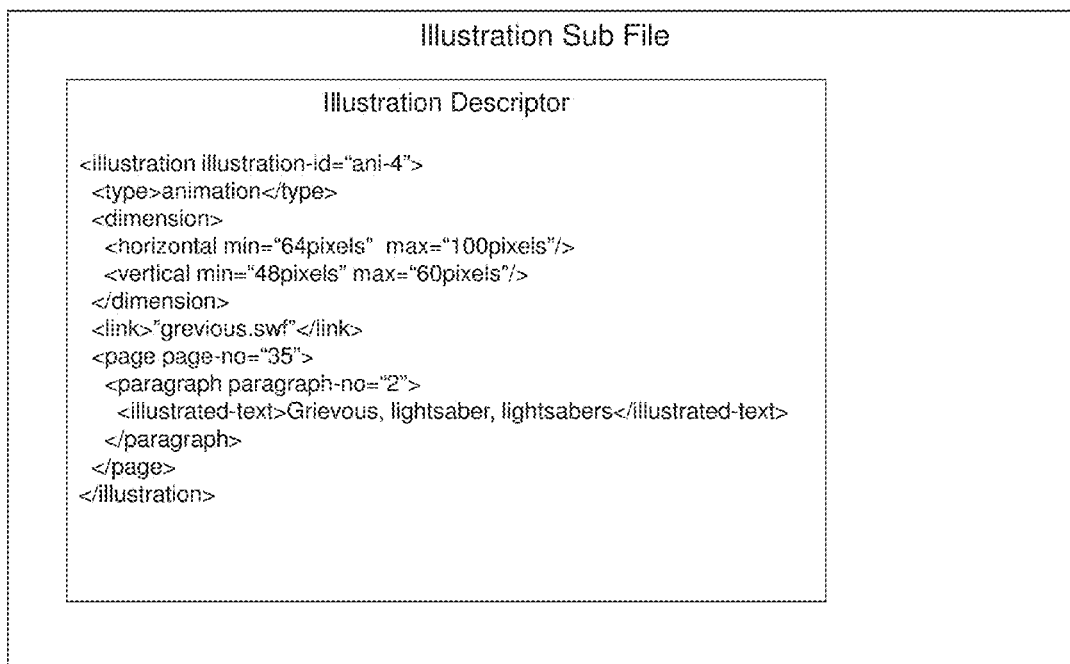 Illustration Sub File
Illustration Descriptor
<illustration illustration-id=“ani-4”>
<type>animation</type>
<dimension>
<horizontal min=“64pixels” max=“100pixels”/>
<vertical min=“48pixels” max=“60pixels”/>
</dimension>
<link>”grevious.swf”</link>
<page page-no=“35”>
<paragraph paragraph-no=“2”>
<illustrated-text>Grievous, lightsaber, lightsabers</illustrated-text>
</paragraph>
</page>
</illustration>